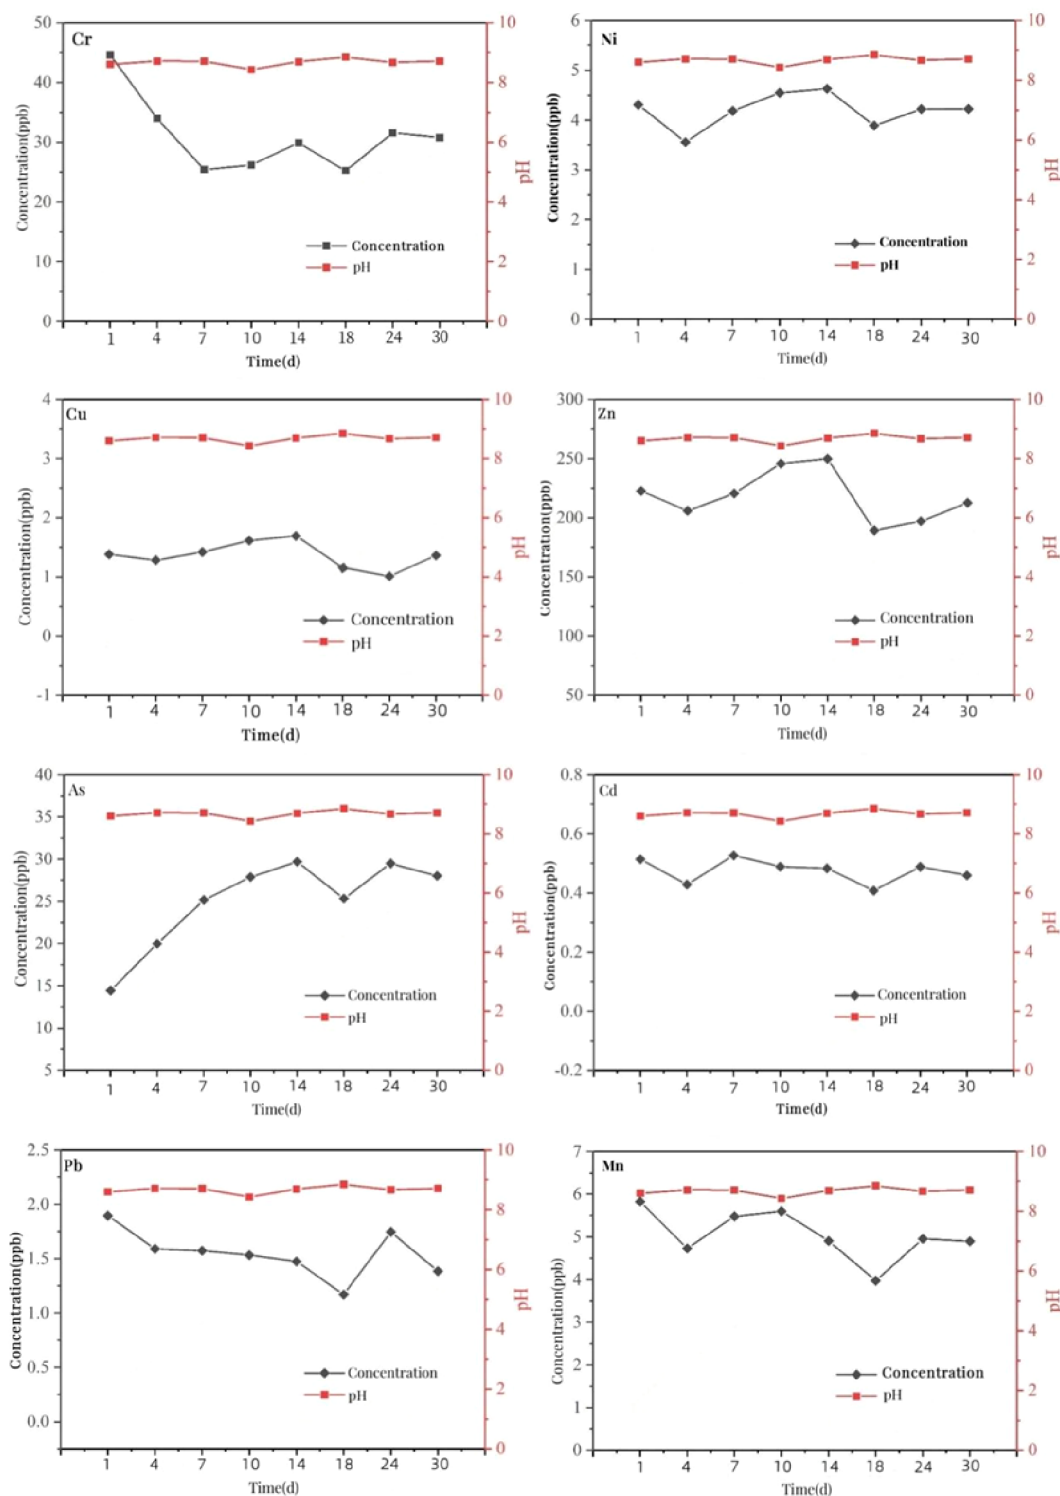 Cr
50
40
30
20
10
0
Concentration(ppb)
10
8
6
4
2
0
pH
Concentration
pH
1 4 7 10 14 18 24 30
Time(d)
Ni
6
5
4
3
2
1
0
Concentration(ppb)
10
8
6
4
2
0
pH
Concentration
pH
1 4 7 10 14 18 24 30
Time(d)
Cu
4
3
2
1
0
-1
Concentration(ppb)
10
8
6
4
2
0
pH
Concentration
pH
1 4 7 10 14 18 24 30
Time(d)
Zn
300
250
200
150
100
50
Concentration(ppb)
10
8
6
4
2
0
pH
Concentration
pH
1 4 7 10 14 18 24 30
Time(d)
As
40
35
30
25
20
15
10
5
Concentration(ppb)
10
8
6
4
2
0
pH
Concentration
pH
1 4 7 10 14 18 24 30
Time(d)
Cd
0.8
0.6
0.4
0.2
0.0
-0.2
Concentration(ppb)
10
8
6
4
2
0
pH
Concentration
pH
1 4 7 10 14 18 24 30
Time(d)
Pb
2.5
2.0
1.5
1.0
0.5
0.0
Concentration(ppb)
10
8
6
4
2
0
pH
Concentration
pH
1 4 7 10 14 18 24 30
Time(d)
Mn
7
6
5
4
3
2
1
0
Concentration(ppb)
10
8
6
4
2
0
pH
Concentration
pH
1 4 7 10 14 18 24 30
Time(d)